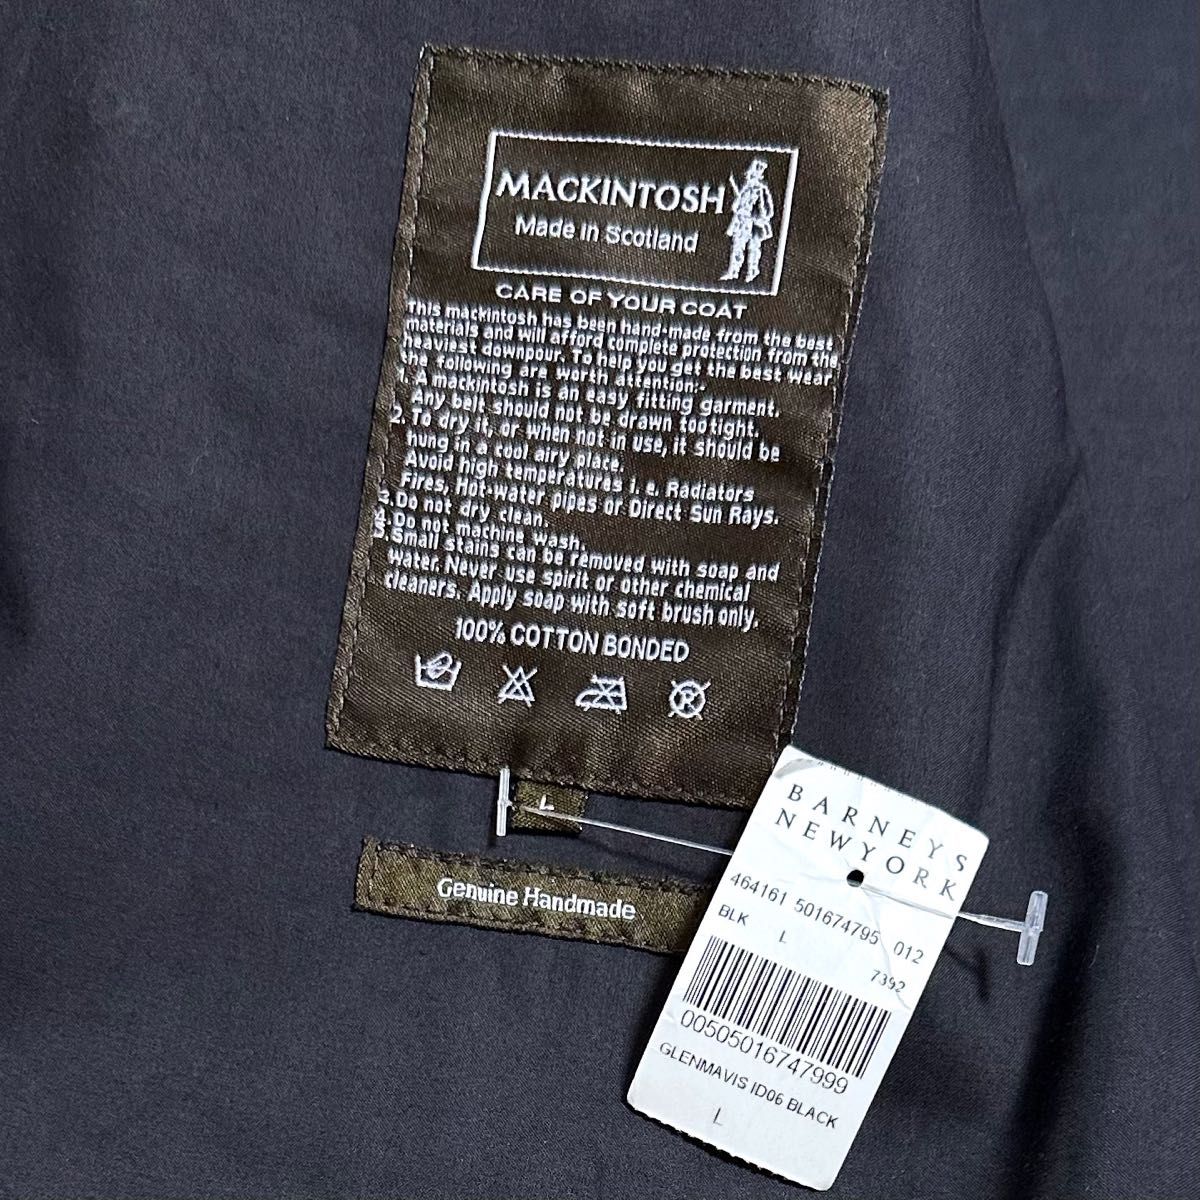 MACKINTOSH
Made in Scotland
CARE OF YOUR COAT
This mackintosh has been hand-made from the best
materials and will afford complete protection from the
heaviest downpour. To help you get the best wear
the following are worth attention:-
1. A mackintosh is an easy fitting garment.
Any belt should not be drawn too tight.
2. To dry it, or when not in use, it should be
hung in a cool airy place.
Avoid high temperatures i.e. Radiators
Fires, Hot-water pipes or Direct Sun Rays.
3. Do not dry clean.
4. Do not machine wash.
5. Small stains can be removed with soap and
water. Never use spirit or other chemical
cleaners. Apply soap with soft brush only.
100% COTTON BONDED
R
L
Genuine Handmade
BARNEYS
NEWYORK
464161 501674795 012
BLK L
7392
00505016747999
GLENMAVIS ID06 BLACK
L